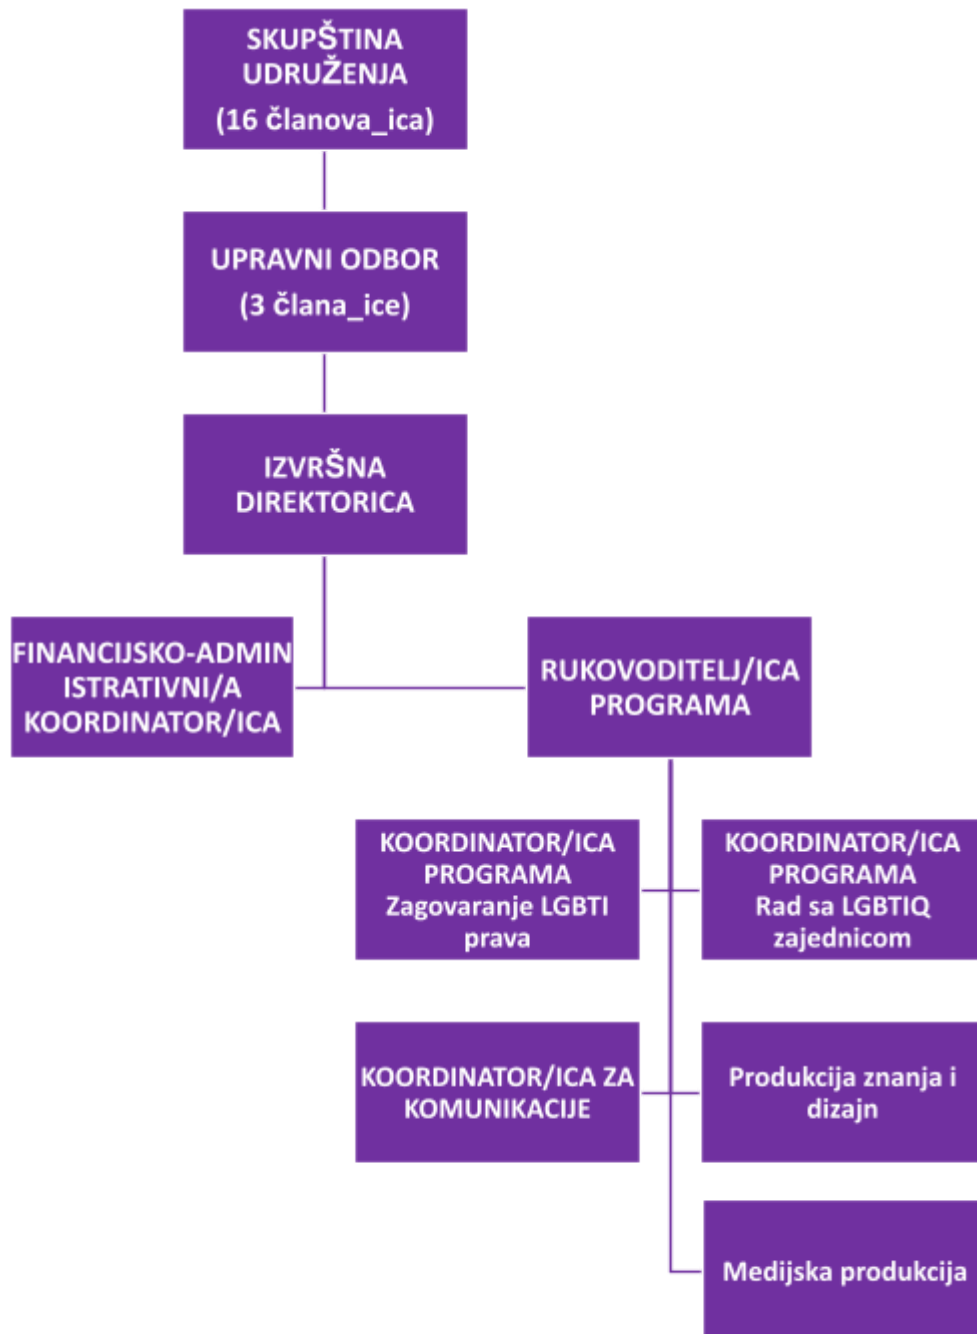 SKUPŠTINA
UDRUŽENJA
(16 članova_ica)
UPRAVNI ODBOR
(3 člana_ice)
IZVRŠNA
DIREKTORICA
FINANCIJSKO-ADMIN
ISTRATIVNI/A
KOORDINATOR/ICA
RUKOVODITELJ/ICA
PROGRAMA
KOORDINATOR/ICA
PROGRAMA
Zagovaranje LGBTI
prava
KOORDINATOR/ICA
PROGRAMA
Rad sa LGBTIQ
zajednicom
KOORDINATOR/ICA ZA
KOMUNIKACIJE
Produkcija znanja i
dizajn
Medijska produkcija